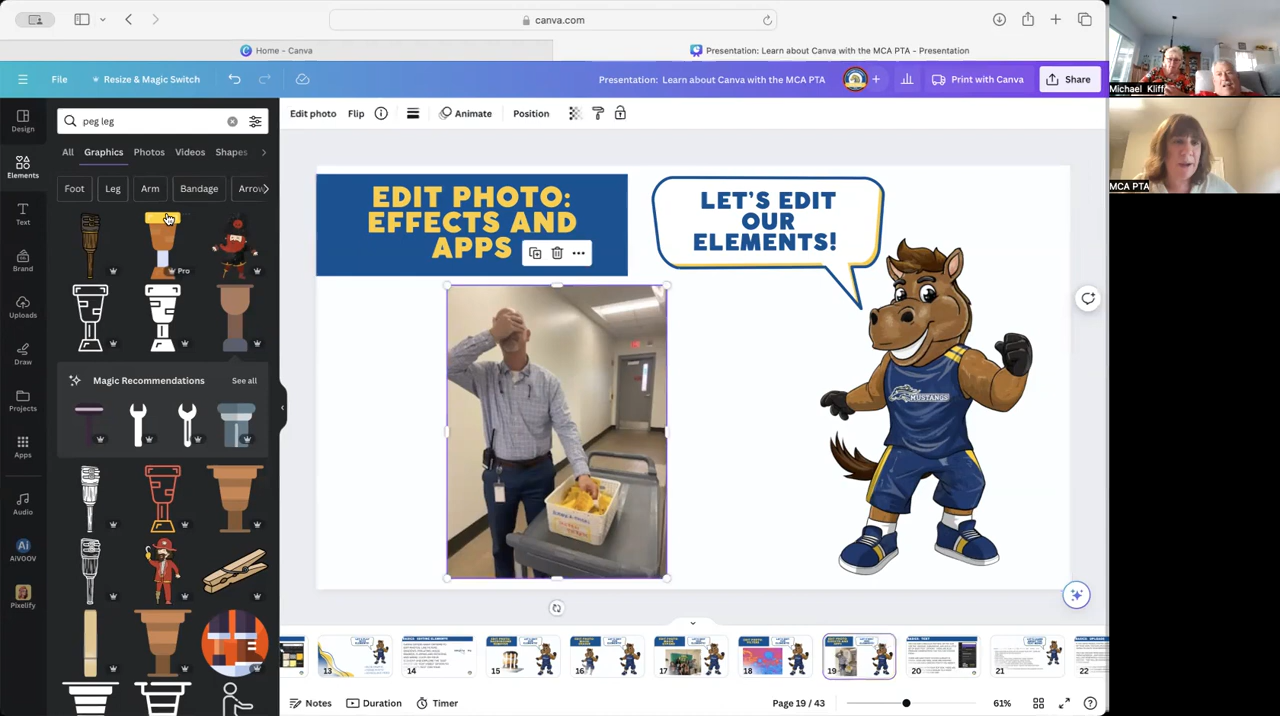 canva.com
Home - Canva
Presentation: Learn about Canva with the MCA PTA - Presentation
File
Resize & Magic Switch
Presentation: Learn about Canva with the MCA PTA
Print with Canva
Share
Michael Kliff
MCA PTA
Design
Elements
Text
Brand
Uploads
Draw
Projects
Apps
Audio
AiVOOV
Pixelify
peg leg
All
Graphics
Photos
Videos
Shapes
Foot
Leg
Arm
Bandage
Arrow
Pro
Magic Recommendations
See all
Edit photo
Flip
Animate
Position
EDIT PHOTO:
EFFECTS AND
APPS
LET'S EDIT
OUR
ELEMENTS!
MUSTANGS
13
15
16
17
18
19
20
21
22
Notes
Duration
Timer
Page 19 / 43
61%